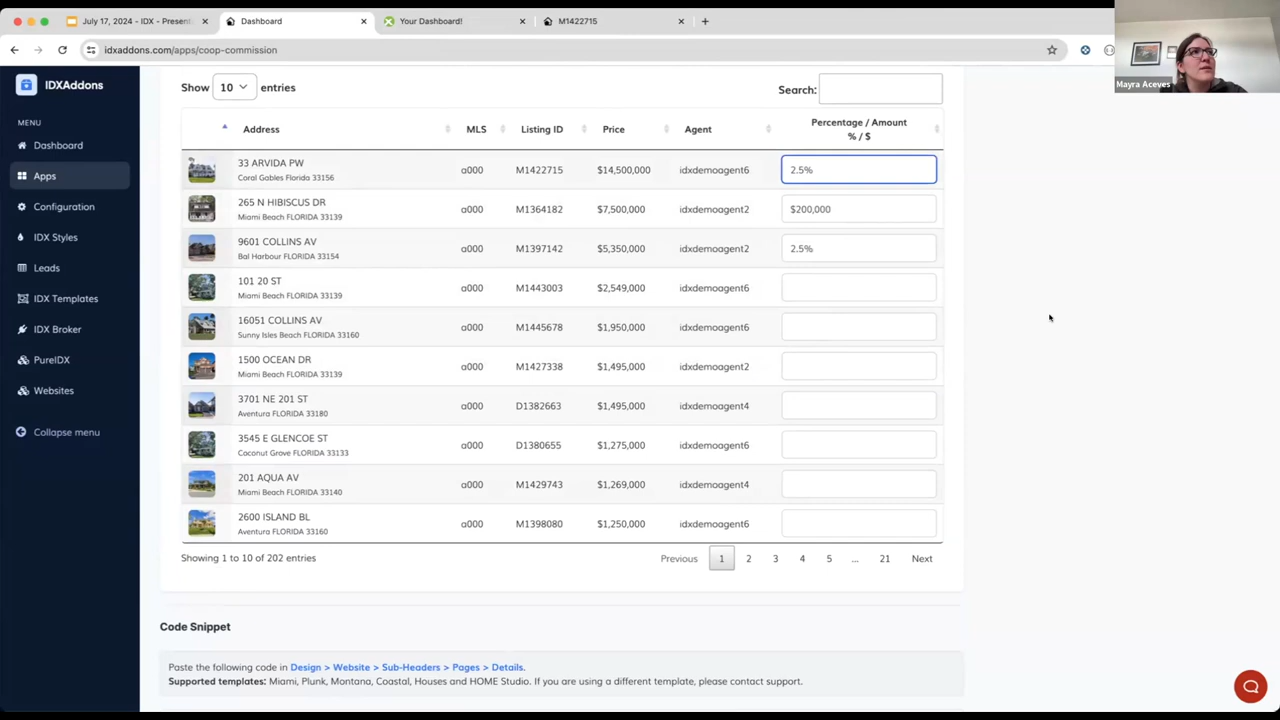 July 17, 2024 - IDX - Present
Dashboard
Your Dashboard!
M1422715
idxaddons.com/apps/coop-commission
Mayra Aceves
IDXAddons
MENU
Dashboard
Apps
Configuration
IDX Styles
Leads
IDX Templates
IDX Broker
PureIDX
Websites
Collapse menu
Show 10 entries
Search:
Address MLS Listing ID Price Agent Percentage / Amount
% / $
33 ARVIDA PW
Coral Gables Florida 33156
a000 M1422715 $14,500,000 idxdemoagent6 2.5%
265 N HIBISCUS DR
Miami Beach FLORIDA 33139
a000 M1364182 $7,500,000 idxdemoagent2 $200,000
9601 COLLINS AV
Bal Harbour FLORIDA 33154
a000 M1397142 $5,350,000 idxdemoagent2 2.5%
101 20 ST
Miami Beach FLORIDA 33139
a000 M1443003 $2,549,000 idxdemoagent6
16051 COLLINS AV
Sunny Isles Beach FLORIDA 33160
a000 M1445678 $1,950,000 idxdemoagent6
1500 OCEAN DR
Miami Beach FLORIDA 33139
a000 M1427338 $1,495,000 idxdemoagent2
3701 NE 201 ST
Aventura FLORIDA 33180
a000 D1382663 $1,495,000 idxdemoagent4
3545 E GLENCOE ST
Coconut Grove FLORIDA 33133
a000 D1380655 $1,275,000 idxdemoagent6
201 AQUA AV
Miami Beach FLORIDA 33140
a000 M1429743 $1,269,000 idxdemoagent4
2600 ISLAND BL
Aventura FLORIDA 33160
a000 M1398080 $1,250,000 idxdemoagent6
Showing 1 to 10 of 202 entries
Previous 1 2 3 4 5 ... 21 Next
Code Snippet
Paste the following code in Design > Website > Sub-Headers > Pages > Details.
Supported templates: Miami, Plunk, Montana, Coastal, Houses and HOME Studio. If you are using a different template, please contact support.